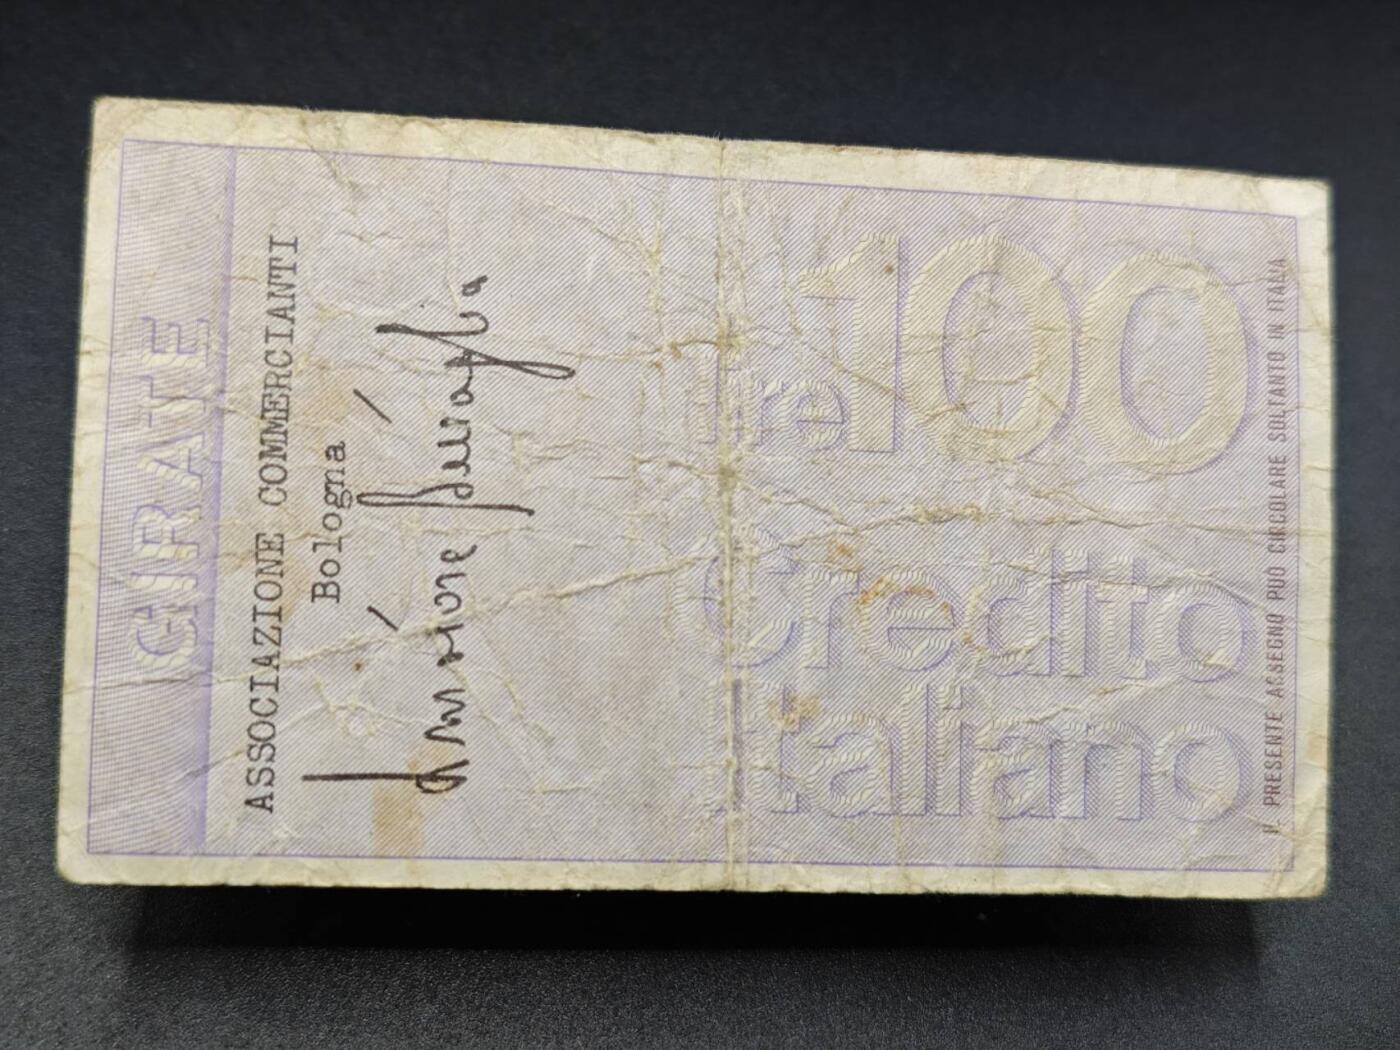 GIRATE
ASSOCIAZIONE COMMERCIANTI
Bologna
lire
100
Credito
Italiano
IL PRESENTE ASSEGNO PUÒ CIRCOLARE SOLTANTO IN ITALIA